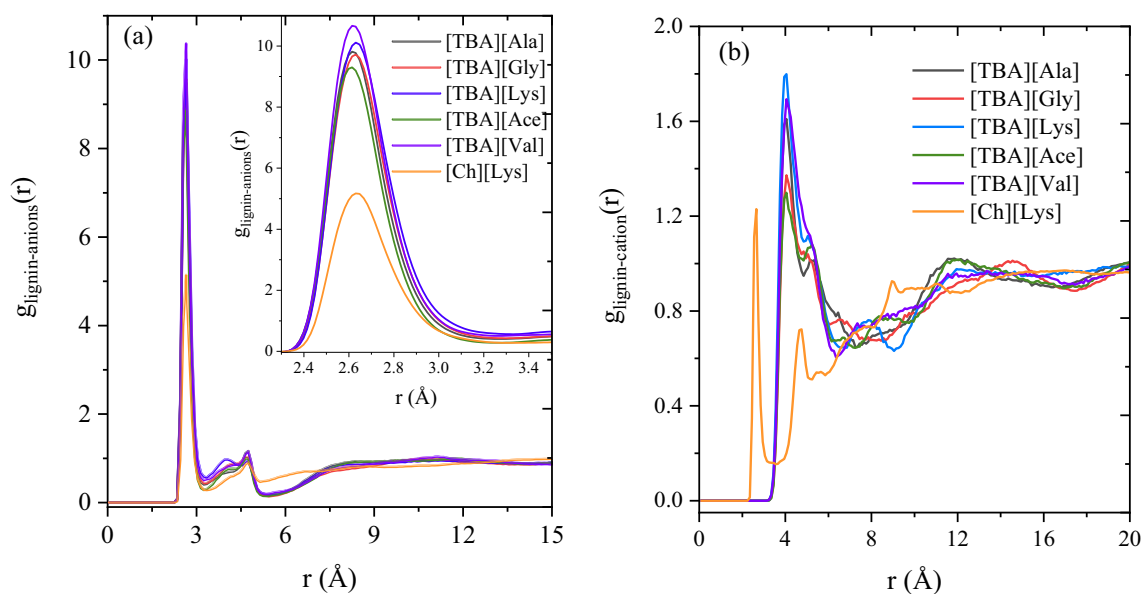 (a)
[TBA][Ala]
[TBA][Gly]
[TBA][Lys]
[TBA][Ace]
[TBA][Val]
[Ch][Lys]
10
8
6
4
2
0
g_lignin-anions(r)
2.4 2.6 2.8 3.0 3.2 3.4
r (Å)
10
8
6
4
2
0
g_lignin-anions(r)
0 3 6 9 12 15
r (Å)
(b)
[TBA][Ala]
[TBA][Gly]
[TBA][Lys]
[TBA][Ace]
[TBA][Val]
[Ch][Lys]
2.0
1.6
1.2
0.8
0.4
0.0
g_lignin-cation(r)
0 4 8 12 16 20
r (Å)